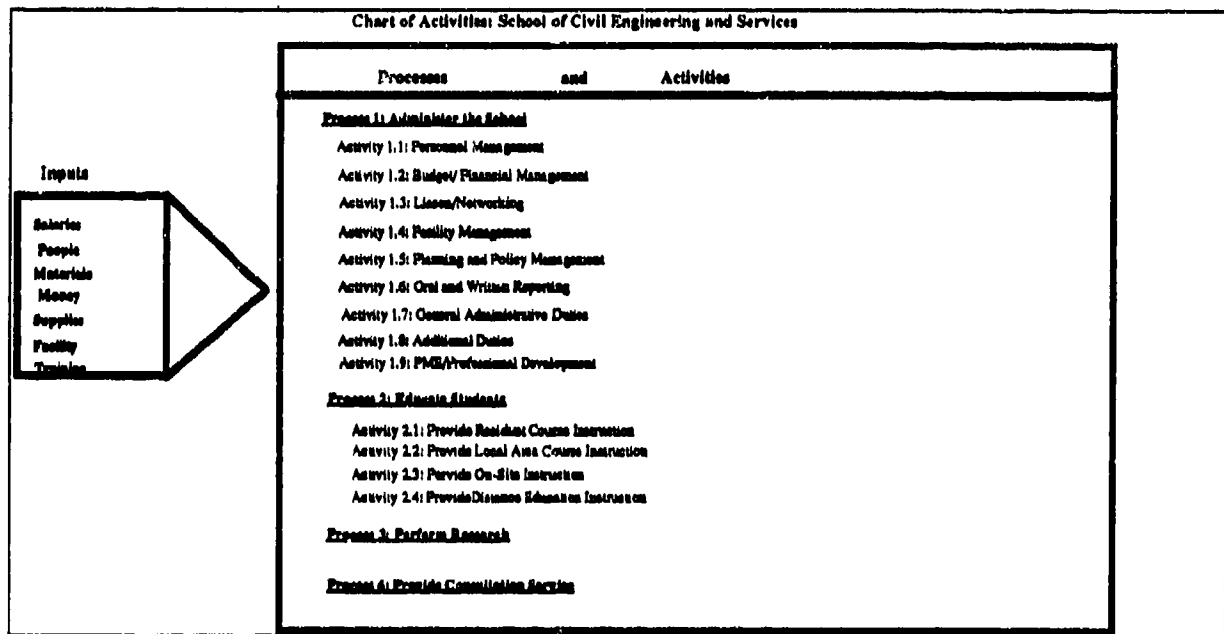 Chart of Activities: School of Civil Engineering and Services
Processes and Activities
Process 1: Administer the School
Activity 1.1: Personnel Management
Inputs
Activity 1.2: Budget/ Financial Management
Activity 1.3: Liason/Networking
Salaries
Activity 1.4: Facility Management
People
Activity 1.5: Planning and Policy Management
Materials
Activity 1.6: Oral and Written Reporting
Money
Activity 1.7: General Administrative Duties
Supplies
Activity 1.8: Additional Duties
Facility
Activity 1.9: PME/Professional Development
Training
Process 2: Educate Students
Activity 2.1: Provide Resident Course Instruction
Activity 2.2: Provide Local Area Course Instruction
Activity 2.3: Porvide On-Site Instruction
Activity 2.4: ProvideDistance Education Instruction
Process 3: Perform Research
Process 4: Provide Consultation Service